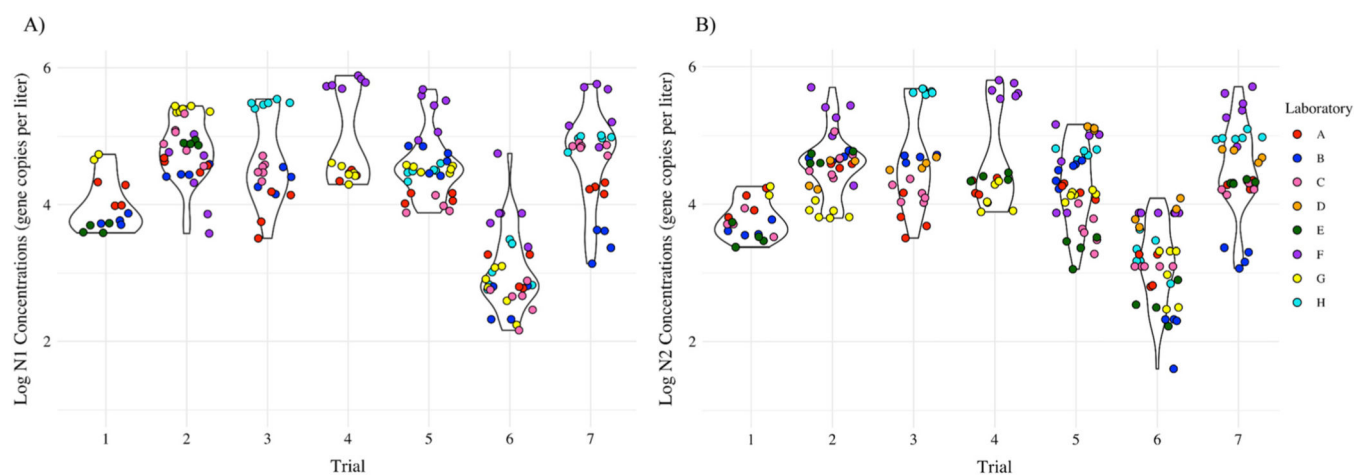 A)
Log N1 Concentrations (gene copies per liter)
6
4
2
1 2 3 4 5 6 7
Trial
B)
Log N2 Concentrations (gene copies per liter)
6
4
2
1 2 3 4 5 6 7
Trial
Laboratory
A
B
C
D
E
F
G
H